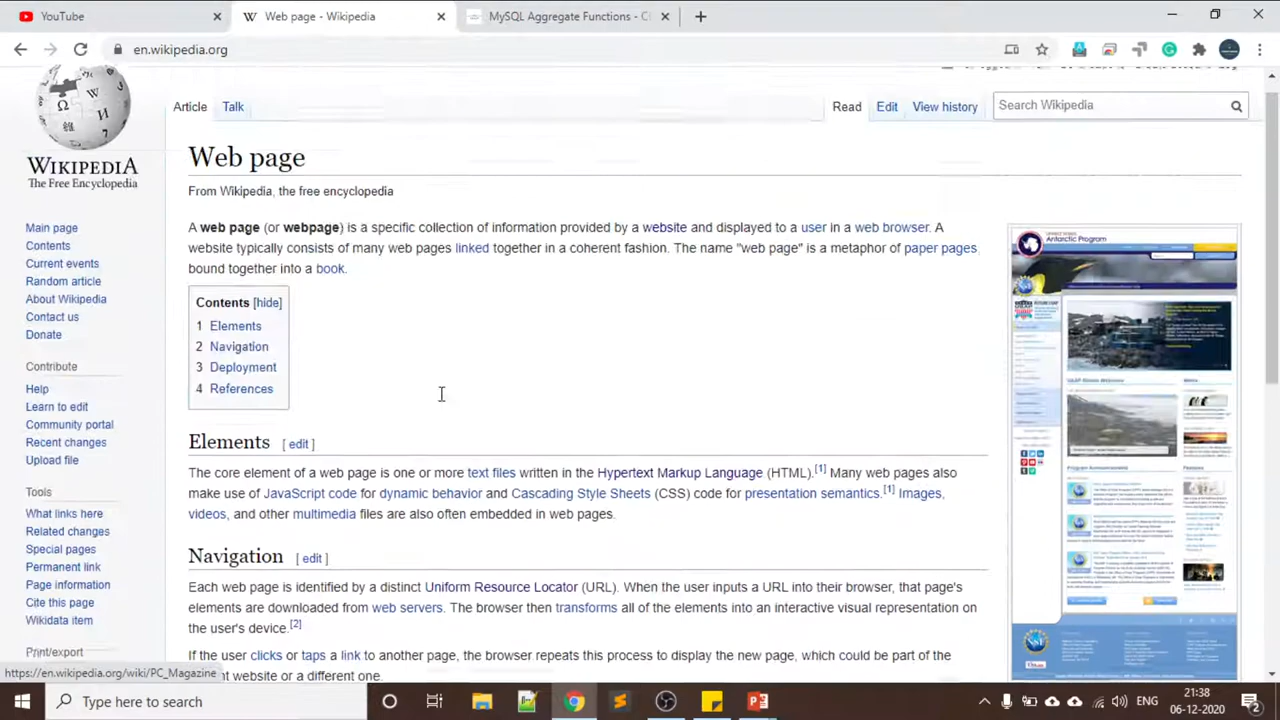 YouTube
Web page - Wikipedia
MySQL Aggregate Functions -
en.wikipedia.org
WIKIPEDIA
The Free Encyclopedia
Article Talk
Read Edit View history
Search Wikipedia
Web page
From Wikipedia, the free encyclopedia
A web page (or webpage) is a specific collection of information provided by a website and displayed to a user in a web browser. A
website typically consists of many web pages linked together in a coherent fashion. The name "web page" is a metaphor of paper pages
bound together into a book.
Contents [hide]
1 Elements
2 Navigation
3 Deployment
4 References
Main page
Contents
Current events
Random article
About Wikipedia
Contact us
Donate
Contribute
Help
Learn to edit
Community portal
Recent changes
Upload file
Tools
What links here
Related changes
Special pages
Permanent link
Page information
Cite this page
Wikidata item
Print/export
Elements [ edit ]
The core element of a web page is one or more text files written in the Hypertext Markup Language (HTML).[1] Many web pages also
make use of JavaScript code for dynamic behavior and Cascading Style Sheets (CSS) code for presentation semantics. Images,
videos, and other multimedia files are also often embedded in web pages.
Navigation [ edit
Each web page is identified by a distinct When the user inputs a URL into their browser, that page's
elements are downloaded from web servers. The browser then transforms all of the elements into an interactive visual representation on
the user's device.[2]
If the user clicks or taps a link to another page, the browser repeats this process to display the new page, which could be part of the
current website or a different one.
Antarctic Program
Type here to search
ENG
21:38
06-12-2020
2